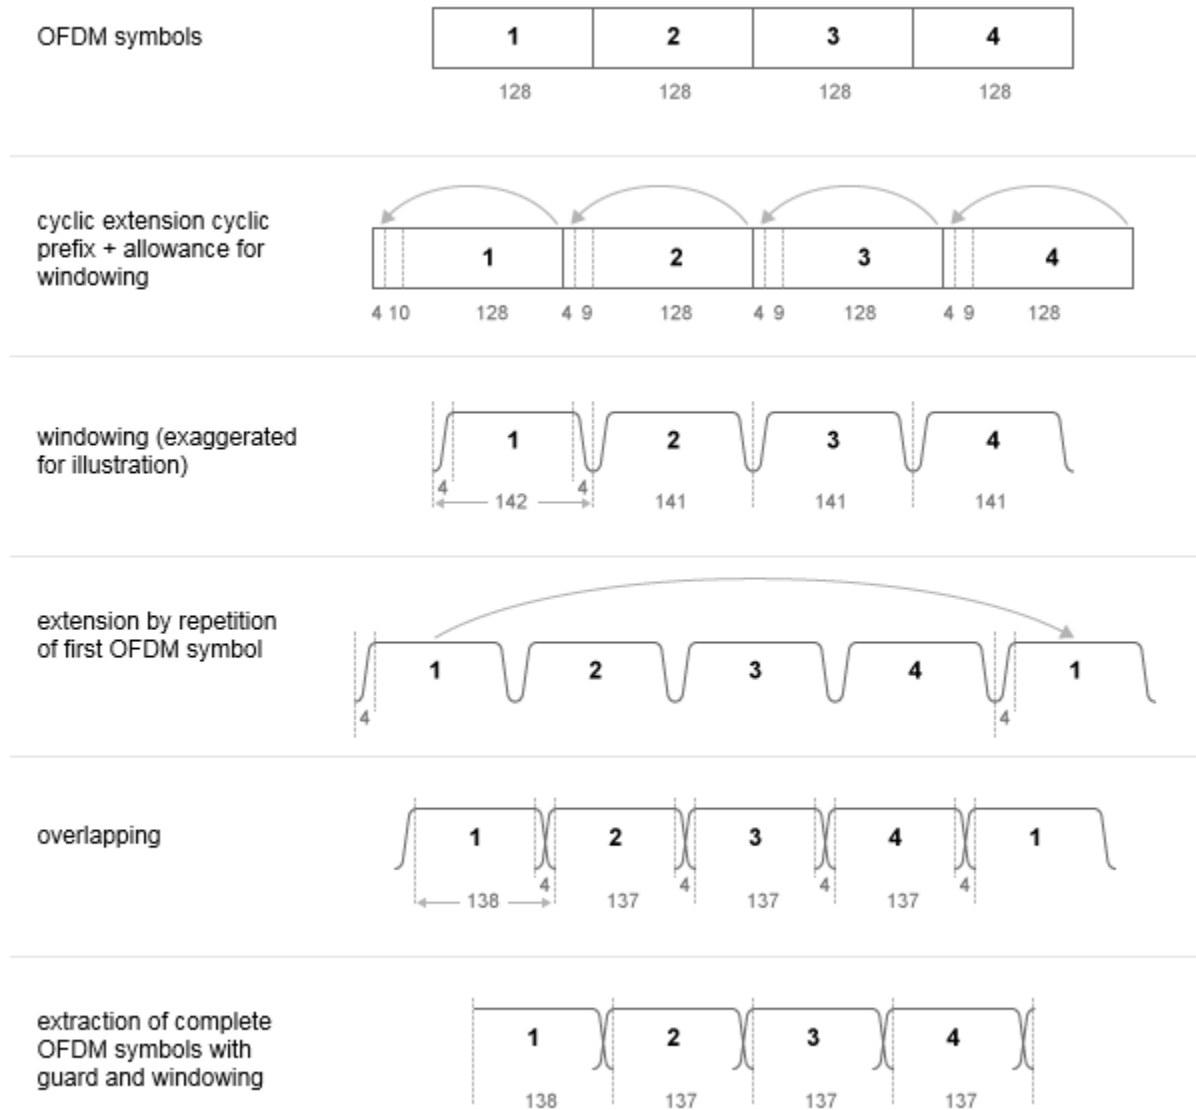 OFDM symbols
1 2 3 4
128 128 128 128
cyclic extension cyclic
prefix + allowance for
windowing
1 2 3 4
4 10 128 4 9 128 4 9 128 4 9 128
windowing (exaggerated
for illustration)
1 2 3 4
4 4
142 141 141 141
extension by repetition
of first OFDM symbol
1 2 3 4 1
4 4
overlapping
1 2 3 4 1
4 4 4 4
138 137 137 137
extraction of complete
OFDM symbols with
guard and windowing
1 2 3 4
138 137 137 137